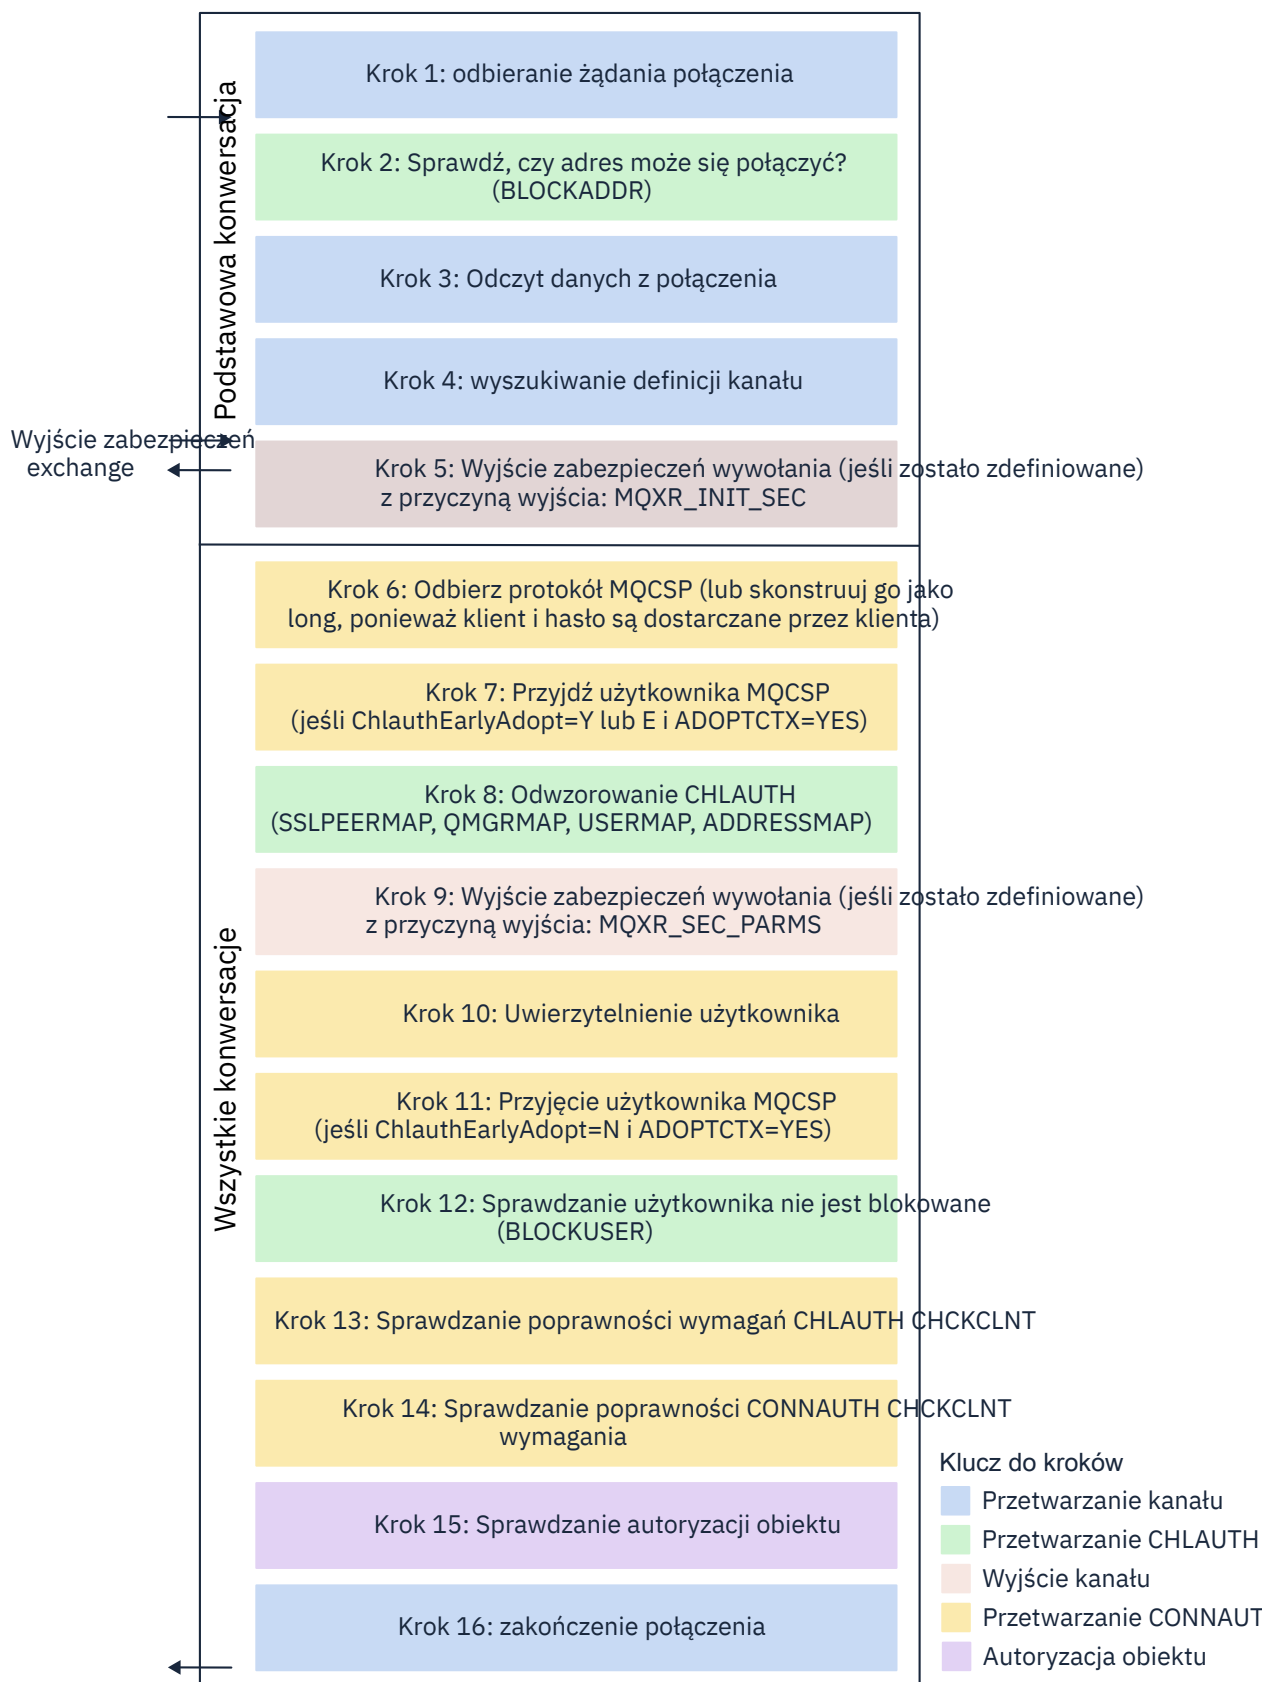 Podstawowa konwersacja
Krok 1: odbieranie żądania połączenia
Krok 2: Sprawdź, czy adres może się połączyć?
(BLOCKADDR)
Krok 3: Odczyt danych z połączenia
Krok 4: wyszukiwanie definicji kanału
Wyjście zabezpieczeń
exchange
Krok 5: Wyjście zabezpieczeń wywołania (jeśli zostało zdefiniowane)
z przyczyną wyjścia: MQXR_INIT_SEC
Wszystkie konwersacje
Krok 6: Odbierz protokół MQCSP (lub skonstruuj go jako
long, ponieważ klient i hasło są dostarczane przez klienta)
Krok 7: Przyjdź użytkownika MQCSP
(jeśli ChlauthEarlyAdopt=Y lub E i ADOPTCTX=YES)
Krok 8: Odwzorowanie CHLAUTH
(SSLPEERMAP, QMGRMAP, USERMAP, ADDRESSMAP)
Krok 9: Wyjście zabezpieczeń wywołania (jeśli zostało zdefiniowane)
z przyczyną wyjścia: MQXR_SEC_PARMS
Krok 10: Uwierzytelnienie użytkownika
Krok 11: Przyjęcie użytkownika MQCSP
(jeśli ChlauthEarlyAdopt=N i ADOPTCTX=YES)
Krok 12: Sprawdzanie użytkownika nie jest blokowane
(BLOCKUSER)
Krok 13: Sprawdzanie poprawności wymagań CHLAUTH CHCKCLNT
Krok 14: Sprawdzanie poprawności CONNAUTH CHCKCLNT
wymagania
Krok 15: Sprawdzanie autoryzacji obiektu
Krok 16: zakończenie połączenia
Klucz do kroków
Przetwarzanie kanału
Przetwarzanie CHLAUTH
Wyjście kanału
Przetwarzanie CONNAUT
Autoryzacja obiektu